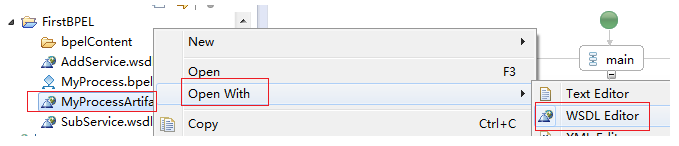 FirstBPEL
bpelContent
AddService.wsd
MyProcess.bpel
MyProcessArtifa
SubService.wsdl
New
Open F3
Open With
Copy Ctrl+C
main
Text Editor
WSDL Editor